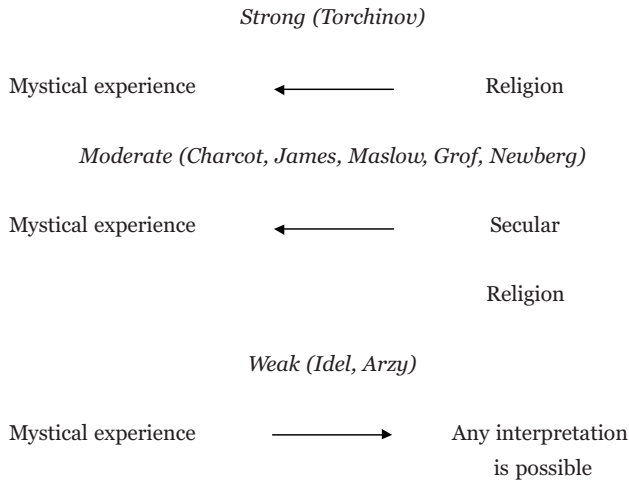 Strong (Torchinov)
Mystical experience Religion
Moderate (Charcot, James, Maslow, Grof, Newberg)
Mystical experience Secular
Religion
Weak (Idel, Arzy)
Mystical experience Any interpretation
is possible